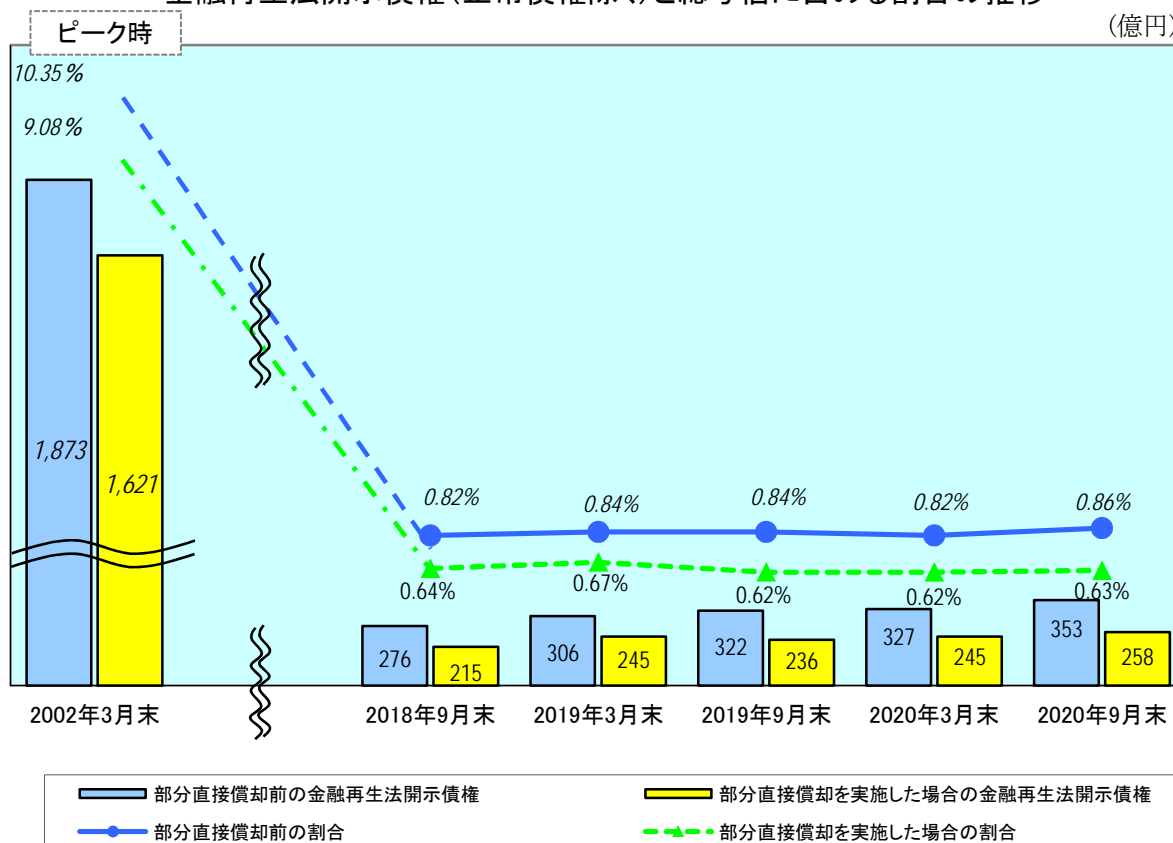 ピーク時
(億円)
10.35%
9.08%
1,873
1,621
0.82%
0.84%
0.84%
0.82%
0.86%
0.64%
0.67%
0.62%
0.62%
0.63%
276
215
306
245
322
236
327
245
353
258
2002年3月末
2018年9月末
2019年3月末
2019年9月末
2020年3月末
2020年9月末
部分直接償却前の金融再生法開示債権
部分直接償却を実施した場合の金融再生法開示債権
部分直接償却前の割合
部分直接償却を実施した場合の割合